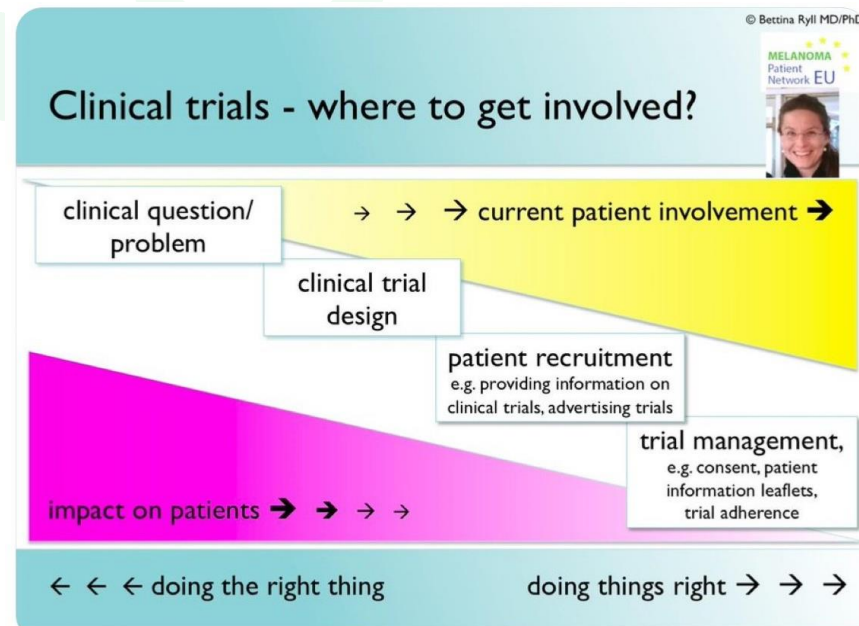 © Bettina Ryll MD/PhD
MELANOMA
Patient
Network EU
Clinical trials - where to get involved?
clinical question/
problem
→ → → current patient involvement →
clinical trial
design
patient recruitment
e.g. providing information on
clinical trials, advertising trials
trial management,
e.g. consent, patient
information leaflets,
trial adherence
impact on patients → → → →
← ← ← doing the right thing
doing things right → → →